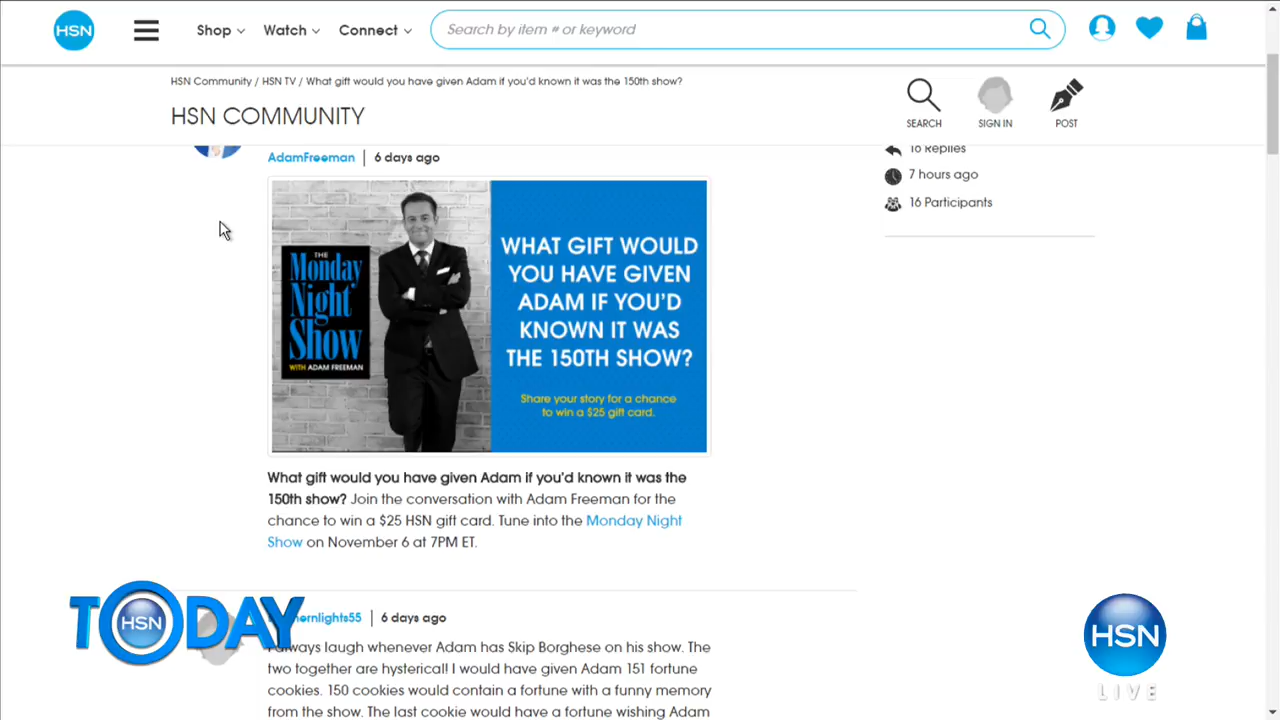 HSN
Shop Watch Connect
Search by item # or keyword
HSN Community / HSN TV / What gift would you have given Adam if you'd known it was the 150th show?
HSN COMMUNITY
SEARCH SIGN IN POST
AdamFreeman | 6 days ago
16 Replies
7 hours ago
16 Participants
THE
Monday
Night
Show
WITH ADAM FREEMAN
WHAT GIFT WOULD
YOU HAVE GIVEN
ADAM IF YOU'D
KNOWN IT WAS
THE 150TH SHOW?
Share your story for a chance
to win a $25 gift card.
What gift would you have given Adam if you'd known it was the
150th show? Join the conversation with Adam Freeman for the
chance to win a $25 HSN gift card. Tune into the Monday Night
Show on November 6 at 7PM ET.
hernlights55 | 6 days ago
always laugh whenever Adam has Skip Borghese on his show. The
two together are hysterical! I would have given Adam 151 fortune
cookies. 150 cookies would contain a fortune with a funny memory
from the show. The last cookie would have a fortune wishing Adam
TODAY
HSN
HSN
LIVE